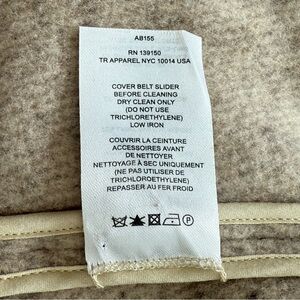 AB155
RN 139150
TR APPAREL NYC 10014 USA
COVER BELT SLIDER
BEFORE CLEANING
DRY CLEAN ONLY
(DO NOT USE
TRICHLORETHYLENE)
LOW IRON
COUVRIR LA CEINTURE
ACCESSOIRES AVANT
DE NETTOYER
NETTOYAGE À SEC UNIQUEMENT
(NE PAS UTILISER DU
TRICHLOROETHYLENE)
REPASSER AU FER FROID